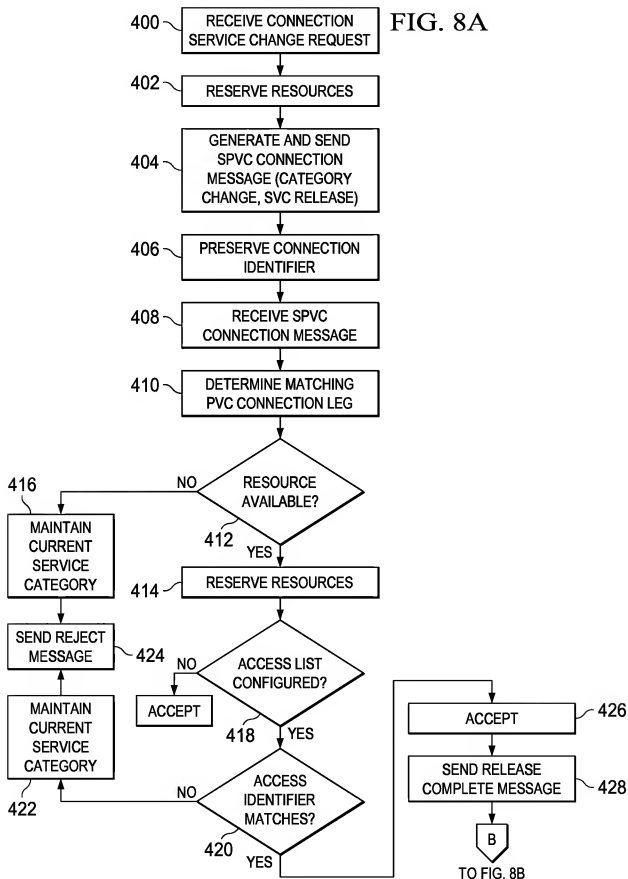 FIG. 8A
400
RECEIVE CONNECTION
SERVICE CHANGE REQUEST
402
RESERVE RESOURCES
404
GENERATE AND SEND
SPVC CONNECTION
MESSAGE (CATEGORY
CHANGE, SVC RELEASE)
406
PRESERVE CONNECTION
IDENTIFIER
408
RECEIVE SPVC
CONNECTION MESSAGE
410
DETERMINE MATCHING
PVC CONNECTION LEG
RESOURCE
AVAILABLE?
412
NO
YES
416
MAINTAIN
CURRENT
SERVICE
CATEGORY
414
RESERVE RESOURCES
SEND REJECT
MESSAGE
424
ACCESS LIST
CONFIGURED?
418
NO
ACCEPT
YES
MAINTAIN
CURRENT
SERVICE
CATEGORY
422
ACCESS
IDENTIFIER
MATCHES?
420
NO
YES
ACCEPT
426
SEND RELEASE
COMPLETE MESSAGE
428
B
TO FIG. 8B